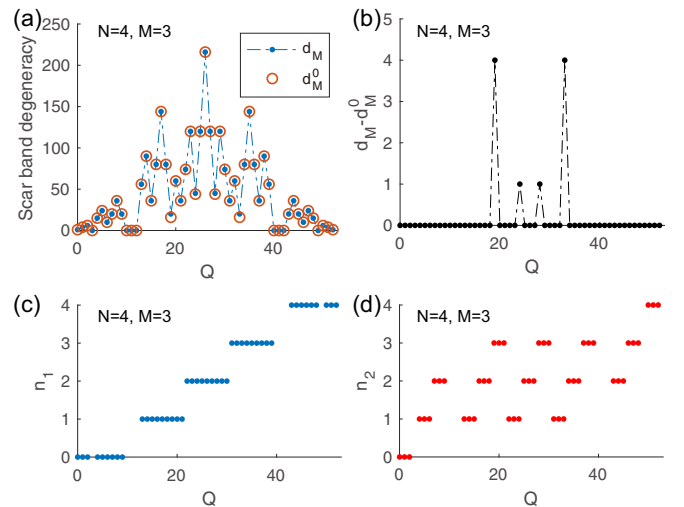 (a)
N=4, M=3
d_M
d_M^0
Scar band degeneracy
250
200
150
100
50
0
0
20
40
Q
(b)
N=4, M=3
d_M-d_M^0
5
4
3
2
1
0
0
20
40
Q
(c)
N=4, M=3
n_1
4
3
2
1
0
0
20
40
Q
(d)
N=4, M=3
n_2
4
3
2
1
0
0
20
40
Q